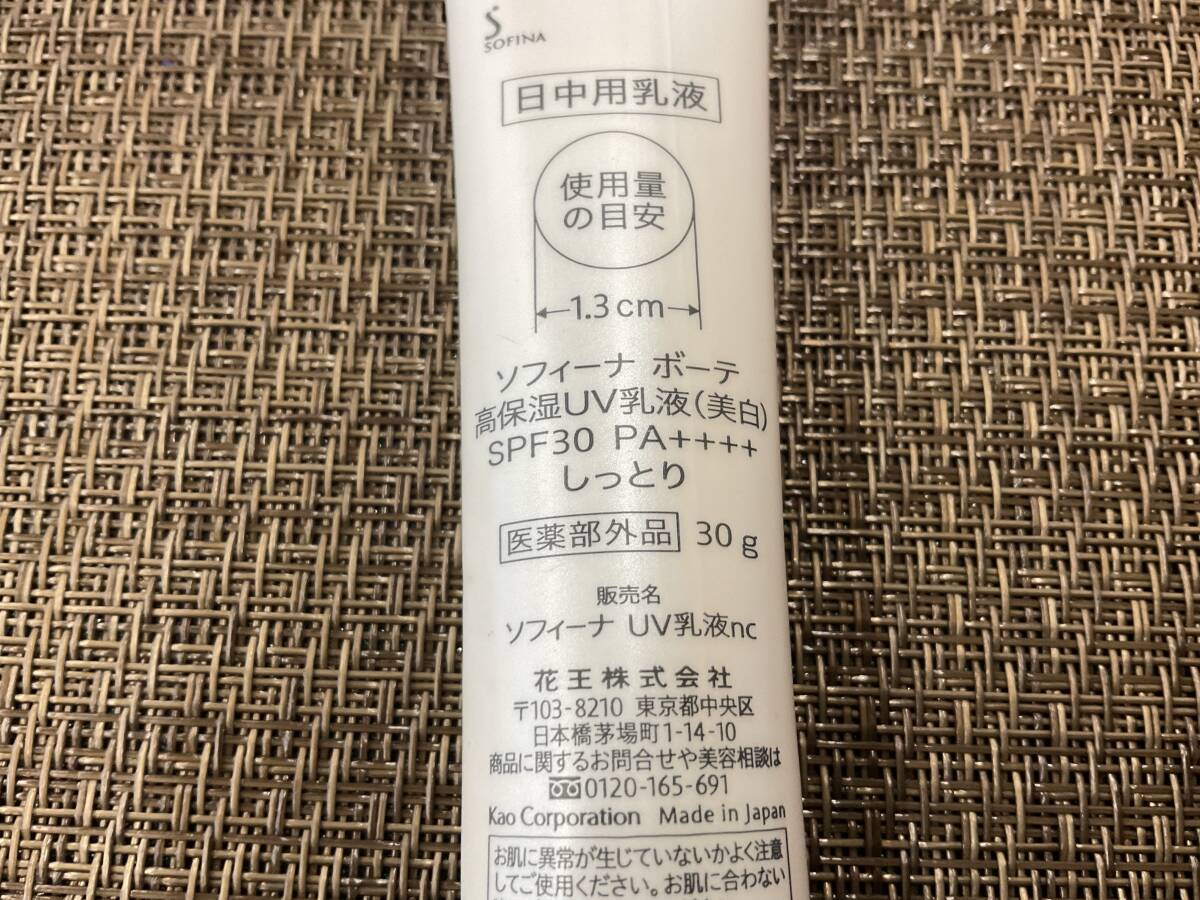 SOFINA
日中用乳液
使用量
の目安
1.3cm
ソフィーナ ボーテ
高保湿UV乳液(美白)
SPF30 PA++++
しっとり
医薬部外品 30g
販売名
ソフィーナ UV乳液nc
花王株式会社
〒103-8210 東京都中央区
日本橋茅場町1-14-10
商品に関するお問合せや美容相談は
0120-165-691
Kao Corporation Made in Japan
お肌に異常が生じていないかよく注意
してご使用ください。お肌に合わない